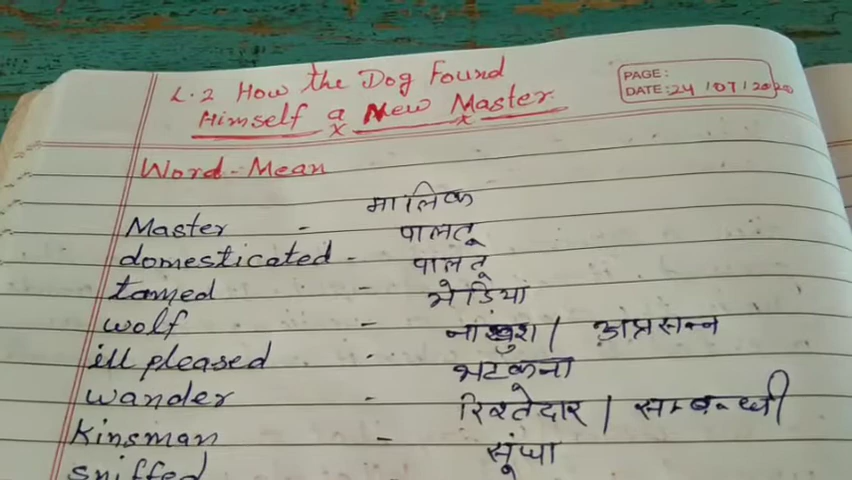 L.2 How the Dog Found
Himself a New Master.
PAGE:
DATE: 24/07/2020
Word-Mean
Master - मालिक
domesticated - पालतू
tamed - पालतू
wolf - भेड़िया
ill pleased - नाखुश / अप्रसन्न
wander - भटकना
Kinsman - रिश्तेदार / सम्बन्धी
sniffed सूंघा